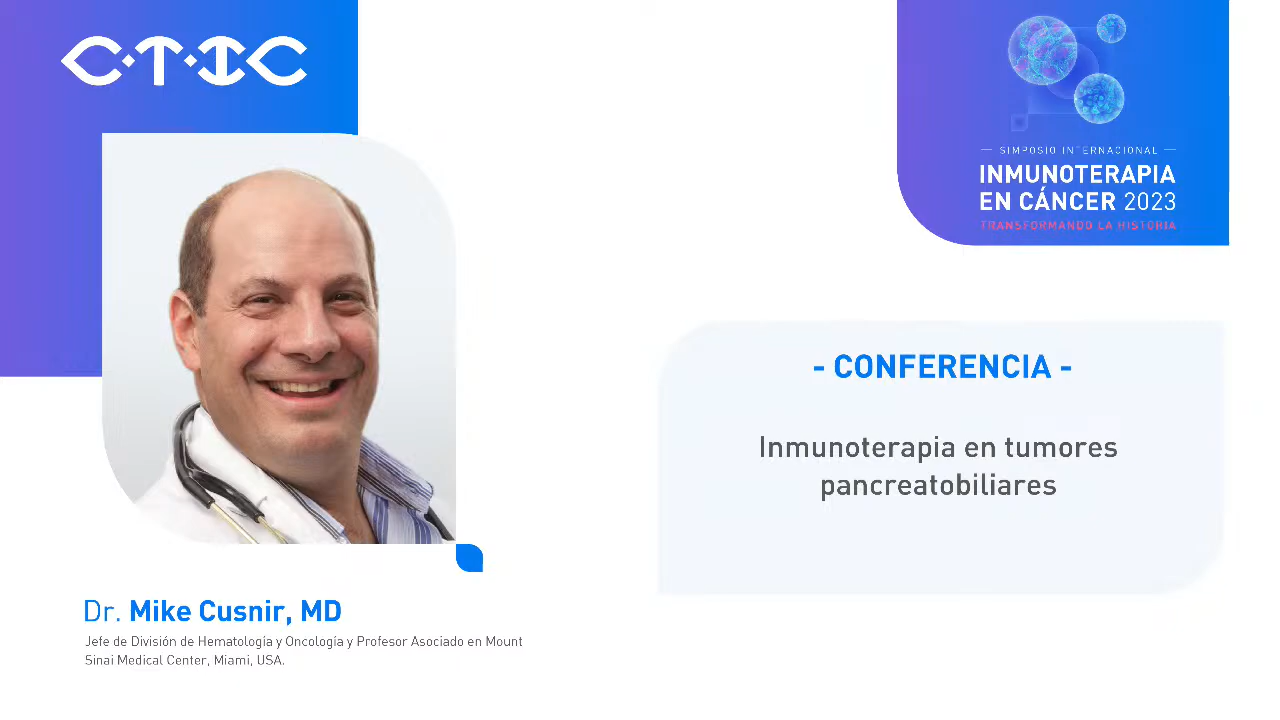 CTIC
SIMPOSIO INTERNACIONAL
INMUNOTERAPIA
EN CÁNCER 2023
TRANSFORMANDO LA HISTORIA
- CONFERENCIA -
Inmunoterapia en tumores
pancreatobiliares
Dr. Mike Cusnir, MD
Jefe de División de Hematología y Oncología y Profesor Asociado en Mount
Sinai Medical Center, Miami, USA.